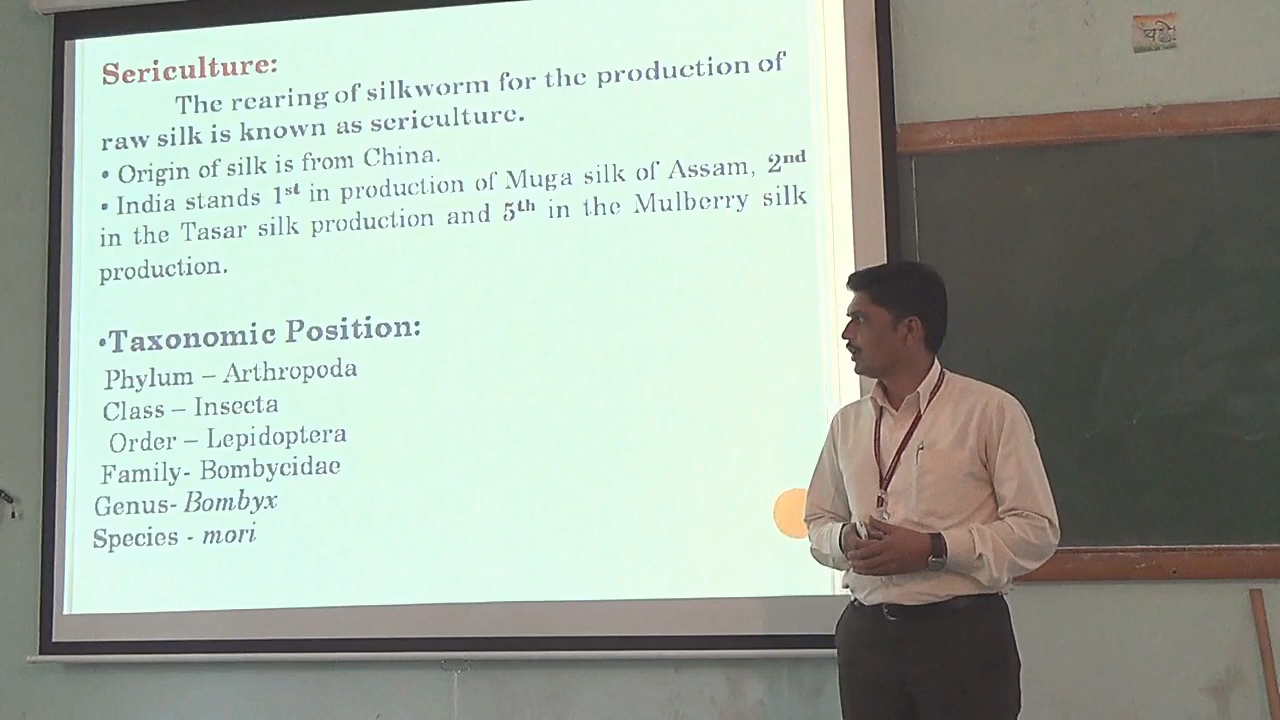 Sericulture:
The rearing of silkworm for the production of
raw silk is known as sericulture.
• Origin of silk is from China.
• India stands 1st in production of Muga silk of Assam, 2nd
in the Tasar silk production and 5th in the Mulberry silk
production.
•Taxonomic Position:
Phylum – Arthropoda
Class – Insecta
Order – Lepidoptera
Family- Bombycidae
Genus- Bombyx
Species - mori